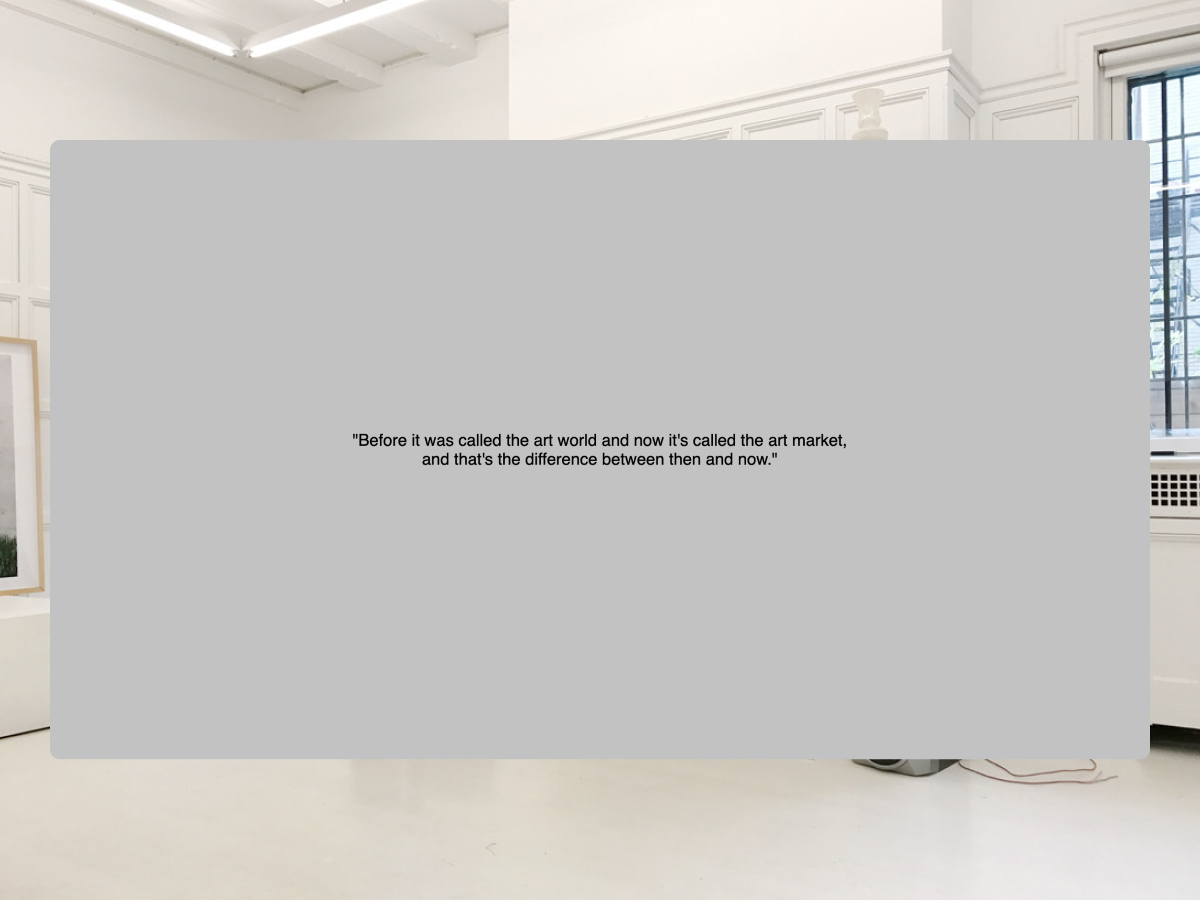 "Before it was called the art world and now it's called the art market,
and that's the difference between then and now."